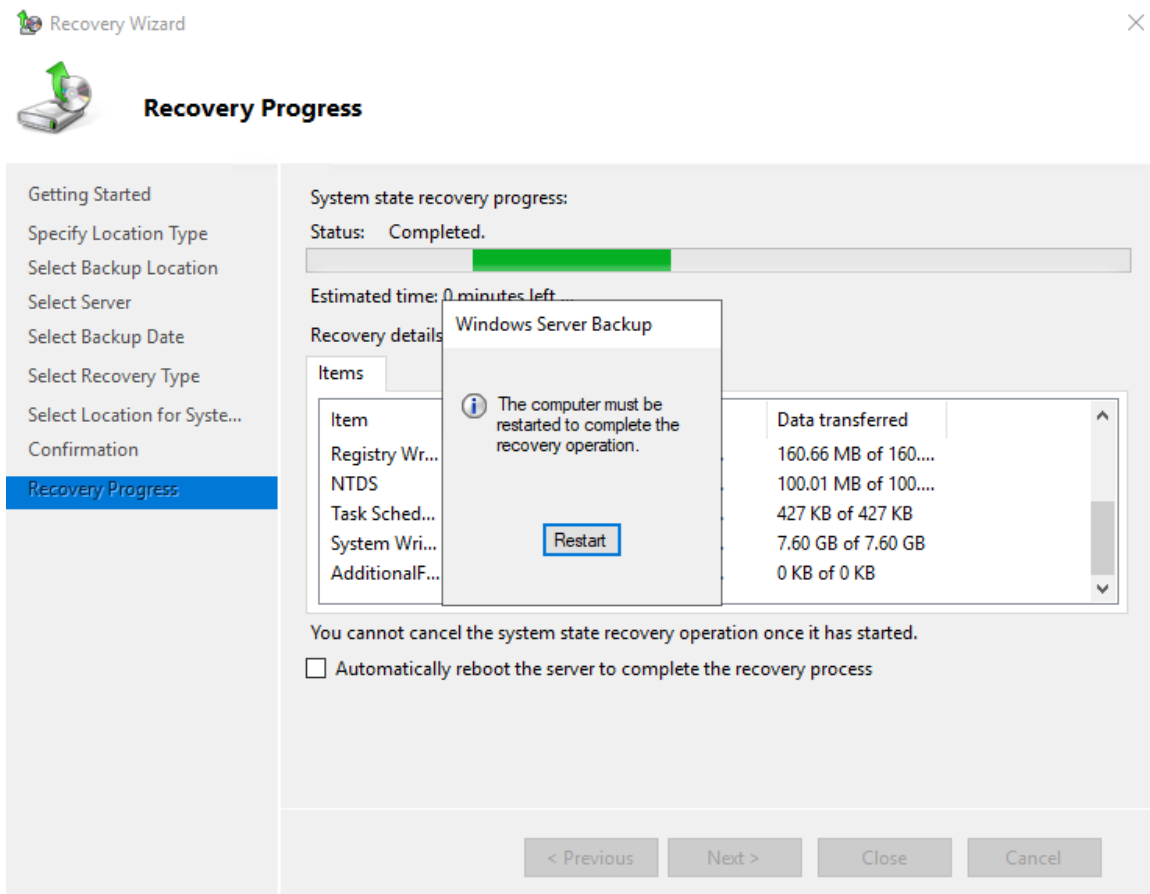 Recovery Wizard
Recovery Progress
Getting Started
Specify Location Type
Select Backup Location
Select Server
Select Backup Date
Select Recovery Type
Select Location for Syste...
Confirmation
Recovery Progress
System state recovery progress:
Status: Completed.
Estimated time: 0 minutes left ...
Recovery details
Items
Item Data transferred
Registry Wr... 160.66 MB of 160....
NTDS 100.01 MB of 100....
Task Sched... 427 KB of 427 KB
System Wri... 7.60 GB of 7.60 GB
AdditionalF... 0 KB of 0 KB
Windows Server Backup
The computer must be
restarted to complete the
recovery operation.
Restart
You cannot cancel the system state recovery operation once it has started.
Automatically reboot the server to complete the recovery process
< Previous Next > Close Cancel